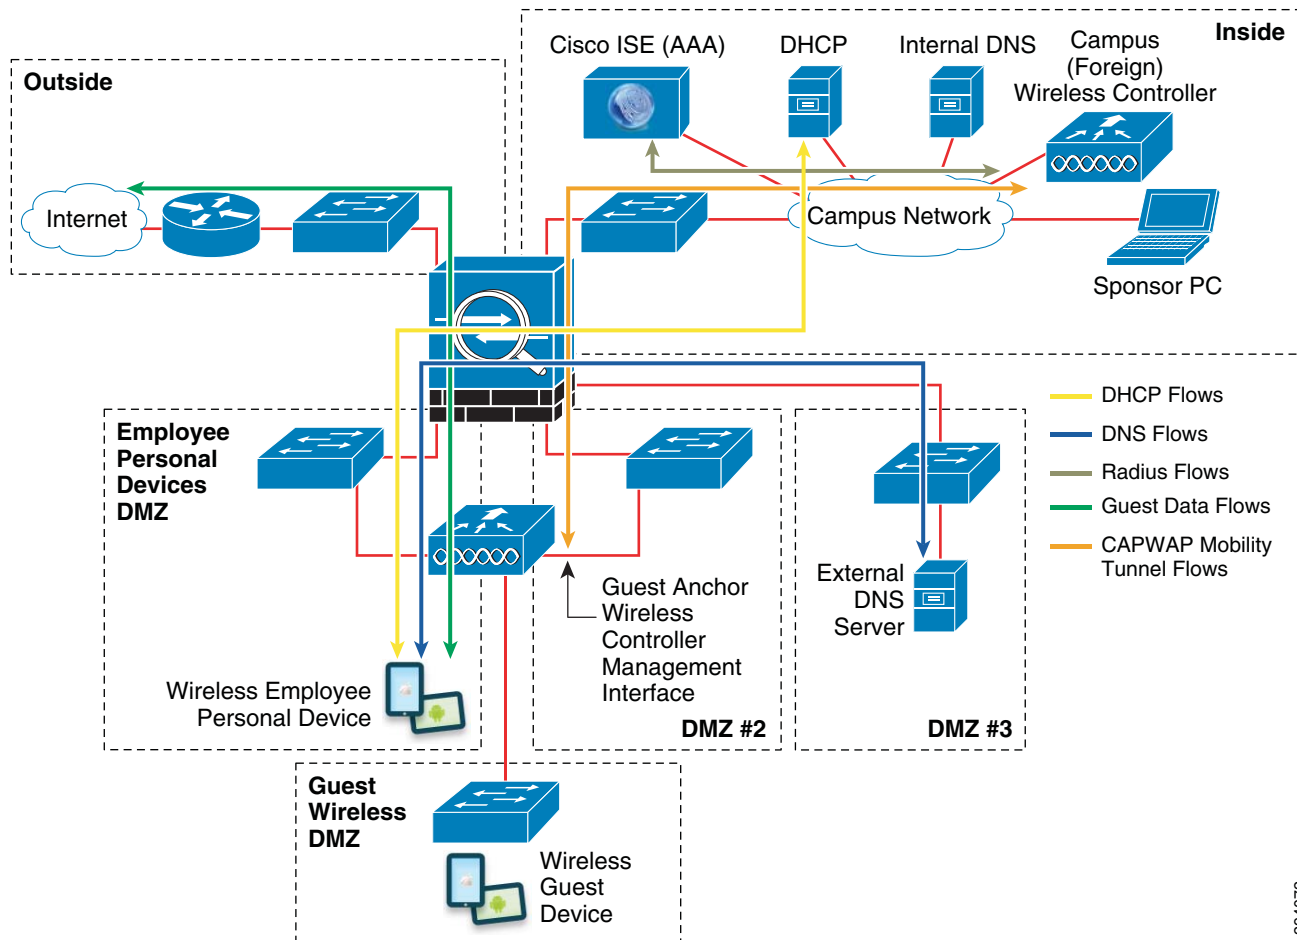 Inside
Cisco ISE (AAA)
DHCP
Internal DNS
Campus
(Foreign)
Wireless Controller
Outside
Internet
Campus Network
Sponsor PC
DHCP Flows
DNS Flows
Radius Flows
Guest Data Flows
CAPWAP Mobility
Tunnel Flows
Employee
Personal
Devices
DMZ
Wireless Employee
Personal Device
Guest Anchor
Wireless
Controller
Management
Interface
DMZ #2
External
DNS
Server
DMZ #3
Guest
Wireless
DMZ
Wireless
Guest
Device